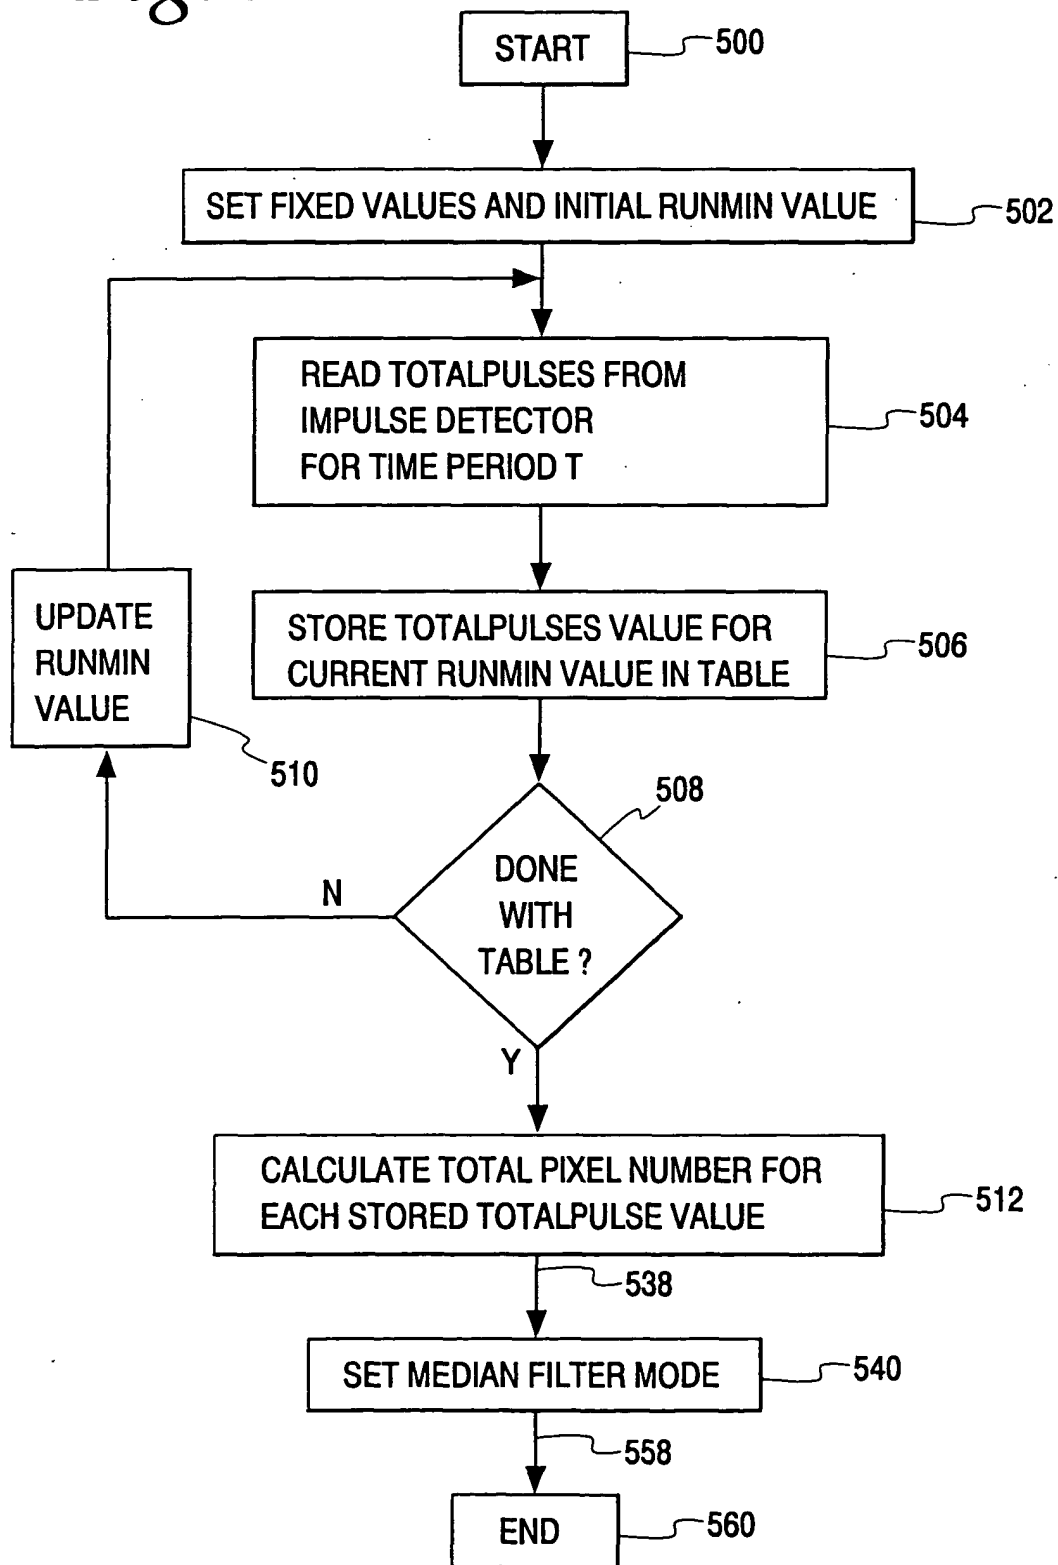 START
500
SET FIXED VALUES AND INITIAL RUNMIN VALUE
502
READ TOTALPULSES FROM
IMPULSE DETECTOR
FOR TIME PERIOD T
504
UPDATE
RUNMIN
VALUE
510
STORE TOTALPULSES VALUE FOR
CURRENT RUNMIN VALUE IN TABLE
506
508
DONE
WITH
TABLE ?
N
Y
CALCULATE TOTAL PIXEL NUMBER FOR
EACH STORED TOTALPULSE VALUE
512
538
SET MEDIAN FILTER MODE
540
558
END
560